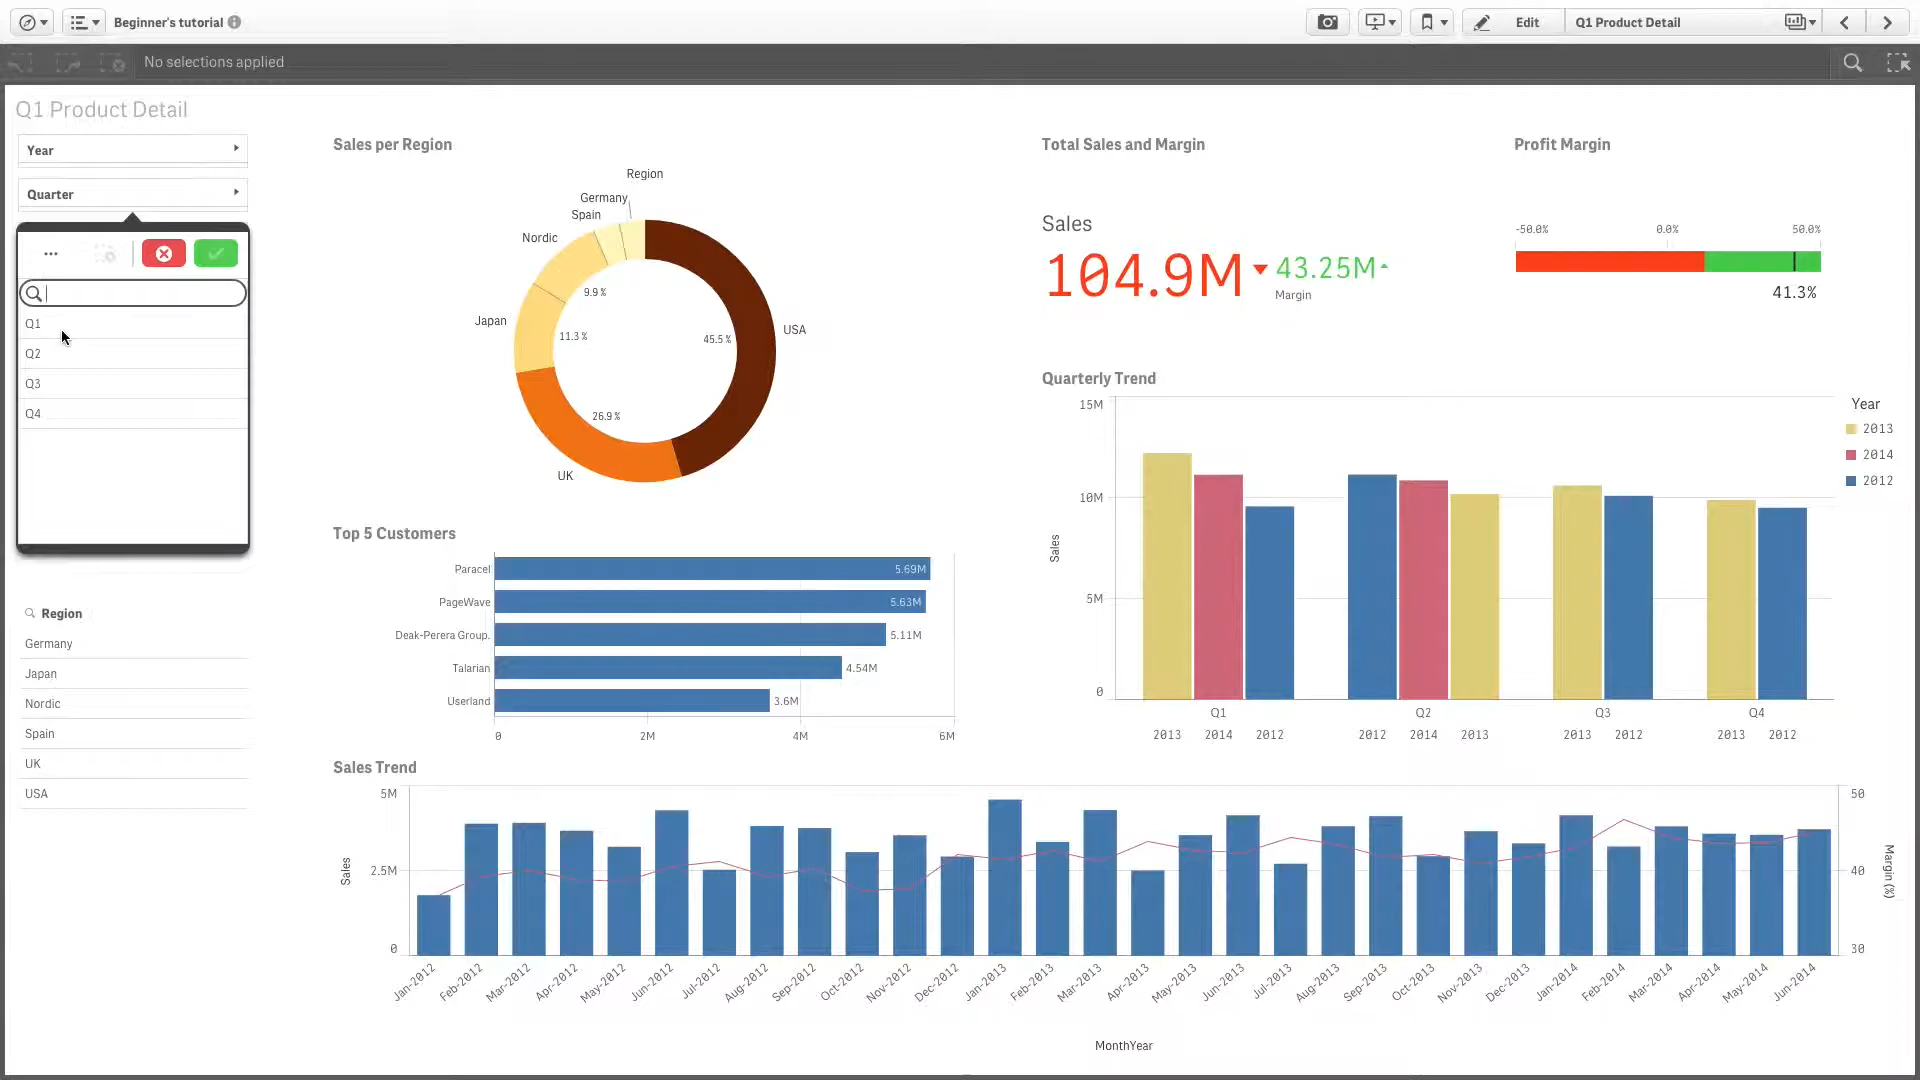 Beginner's tutorial
Edit
Q1 Product Detail
No selections applied
Q1 Product Detail
Year
Quarter
Q1
Q2
Q3
Q4
Region
Germany
Japan
Nordic
Spain
UK
USA
Sales per Region
Region
Germany
Spain
Nordic
Japan
UK
USA
9.9 %
11.3 %
26.9 %
45.5 %
Top 5 Customers
Paracel 5.69M
PageWave 5.63M
Deak-Perera Group. 5.11M
Talarian 4.54M
Userland 3.6M
0 2M 4M 6M
Total Sales and Margin
Sales
104.9M
43.25M
Margin
Profit Margin
-50.0% 0.0% 50.0%
41.3%
Quarterly Trend
15M
10M
5M
0
Sales
Q1 Q2 Q3 Q4
2013 2014 2012 2012 2014 2013 2013 2012 2013 2012
Year
2013
2014
2012
Sales Trend
5M
2.5M
0
Sales
50
40
30
Margin (%)
Jan-2012 Feb-2012 Mar-2012 Apr-2012 May-2012 Jun-2012 Jul-2012 Aug-2012 Sep-2012 Oct-2012 Nov-2012 Dec-2012 Jan-2013 Feb-2013 Mar-2013 Apr-2013 May-2013 Jun-2013 Jul-2013 Aug-2013 Sep-2013 Oct-2013 Nov-2013 Dec-2013 Jan-2014 Feb-2014 Mar-2014 Apr-2014 May-2014 Jun-2014
MonthYear